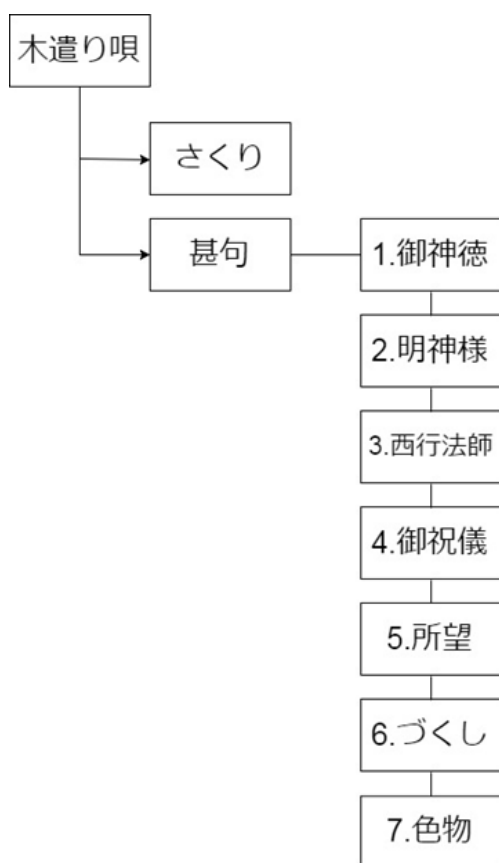 木遣り唄
さくり
甚句
1.御神徳
2.明神様
3.西行法師
4.御祝儀
5.所望
6.づくし
7.色物